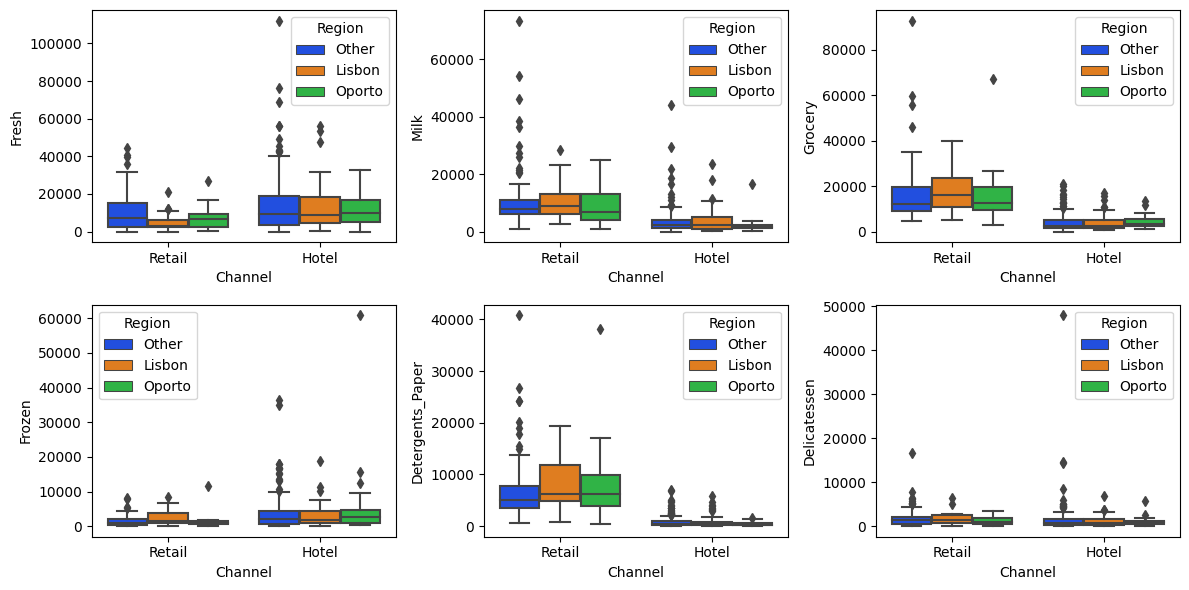 Fresh
100000
80000
60000
40000
20000
0
Region
Other
Lisbon
Oporto
Retail
Hotel
Channel
Milk
60000
40000
20000
0
Region
Other
Lisbon
Oporto
Retail
Hotel
Channel
Grocery
80000
60000
40000
20000
0
Region
Other
Lisbon
Oporto
Retail
Hotel
Channel
Frozen
60000
50000
40000
30000
20000
10000
0
Region
Other
Lisbon
Oporto
Retail
Hotel
Channel
Detergents_Paper
40000
30000
20000
10000
0
Region
Other
Lisbon
Oporto
Retail
Hotel
Channel
Delicatessen
50000
40000
30000
20000
10000
0
Region
Other
Lisbon
Oporto
Retail
Hotel
Channel